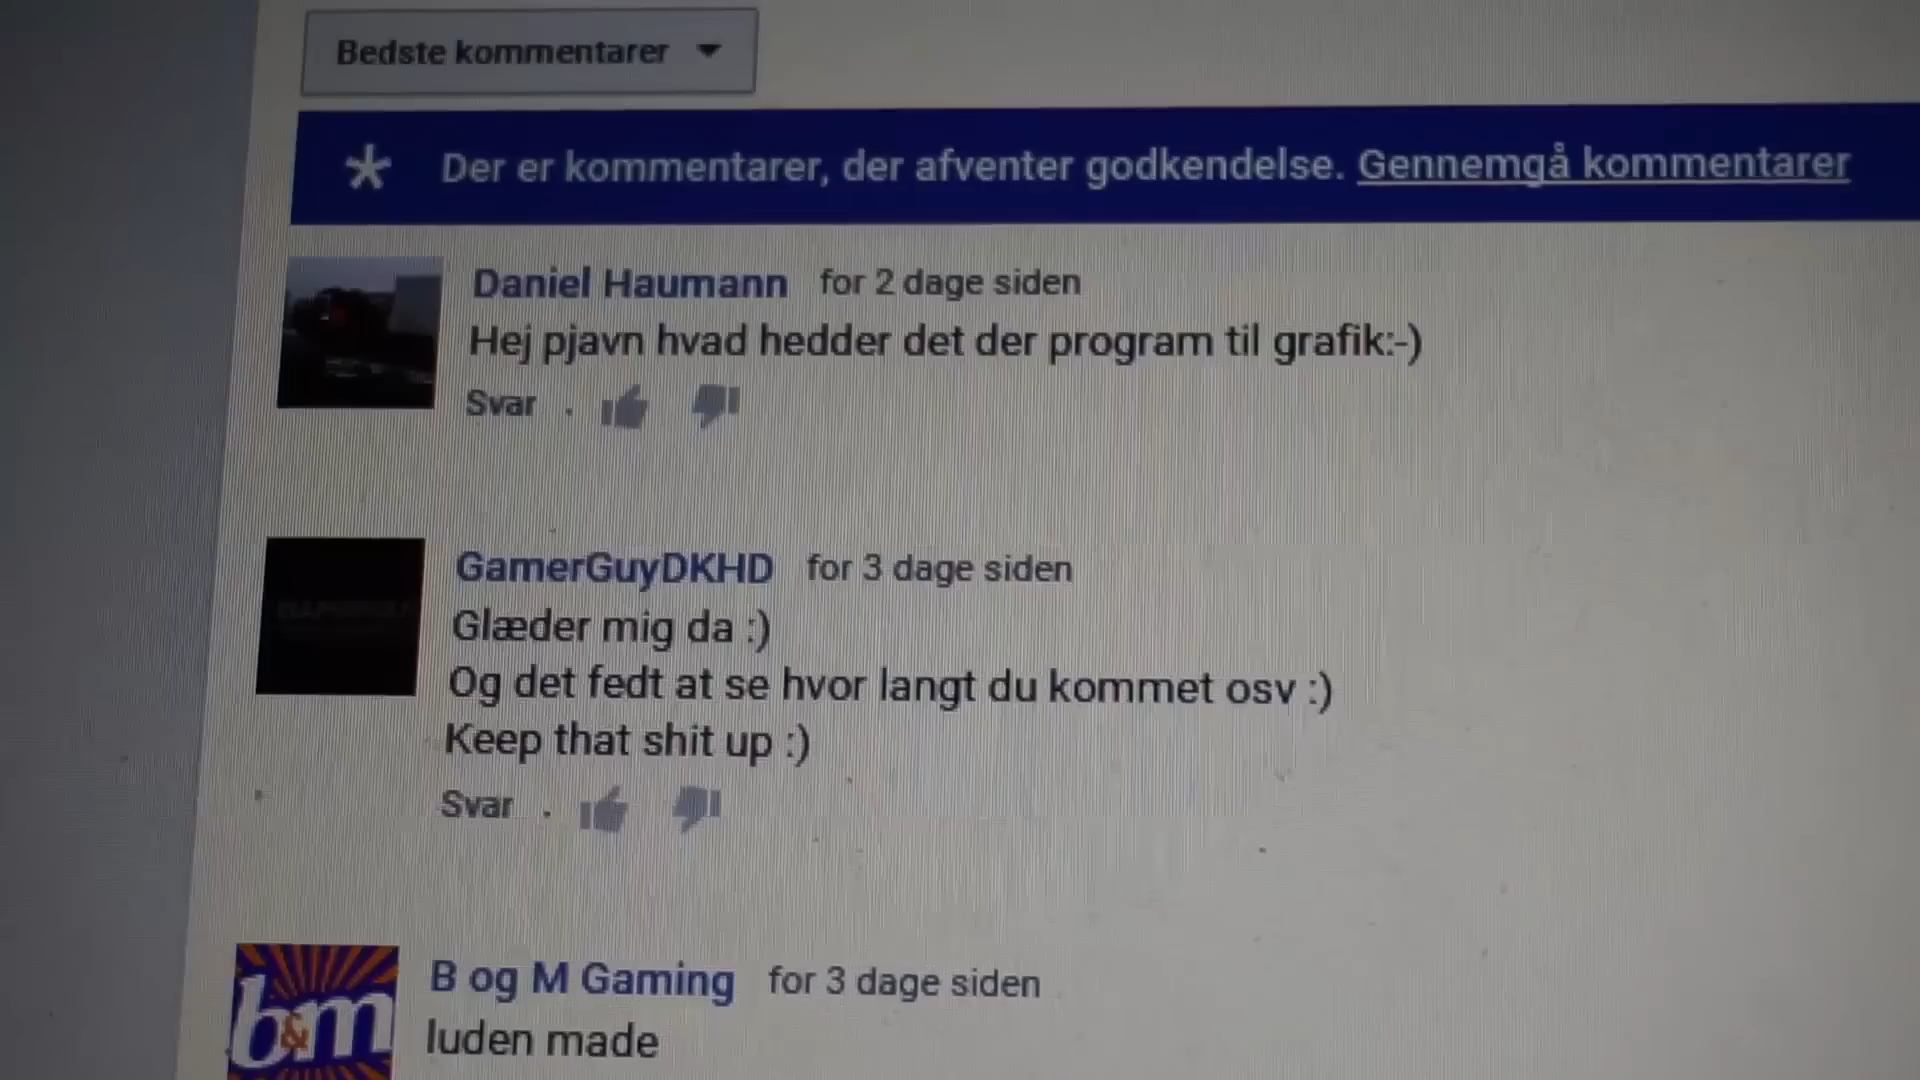 Bedste kommentarer
* Der er kommentarer, der afventer godkendelse. Gennemgå kommentarer
Daniel Haumann for 2 dage siden
Hej pjavn hvad hedder det der program til grafik:-)
Svar .
GamerGuyDKHD for 3 dage siden
Glæder mig da :)
Og det fedt at se hvor langt du kommet osv :)
Keep that shit up :)
Svar .
B og M Gaming for 3 dage siden
b&m
luden made